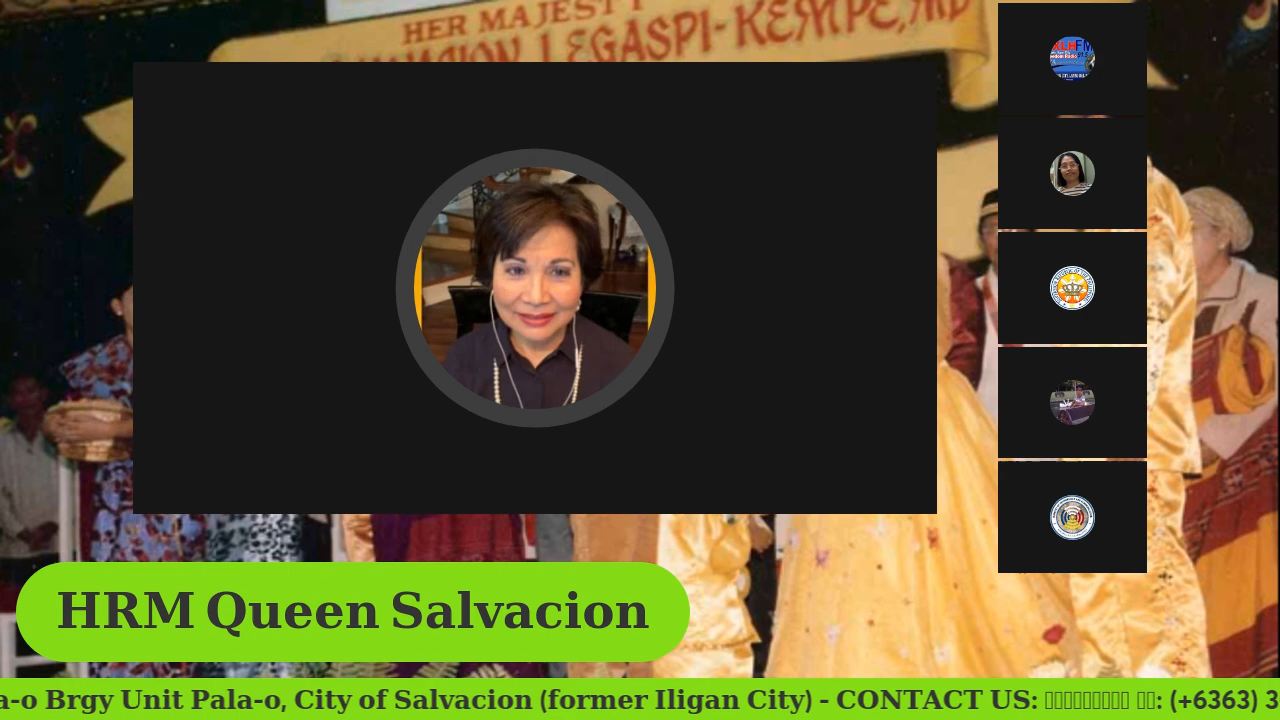 HER MAJESTY
LEGASPI-KEMPE, MD
XLHFM
HRM Queen Salvacion
a-o Brgy Unit Pala-o, City of Salvacion (former Iligan City) - CONTACT US: (+6363) 3